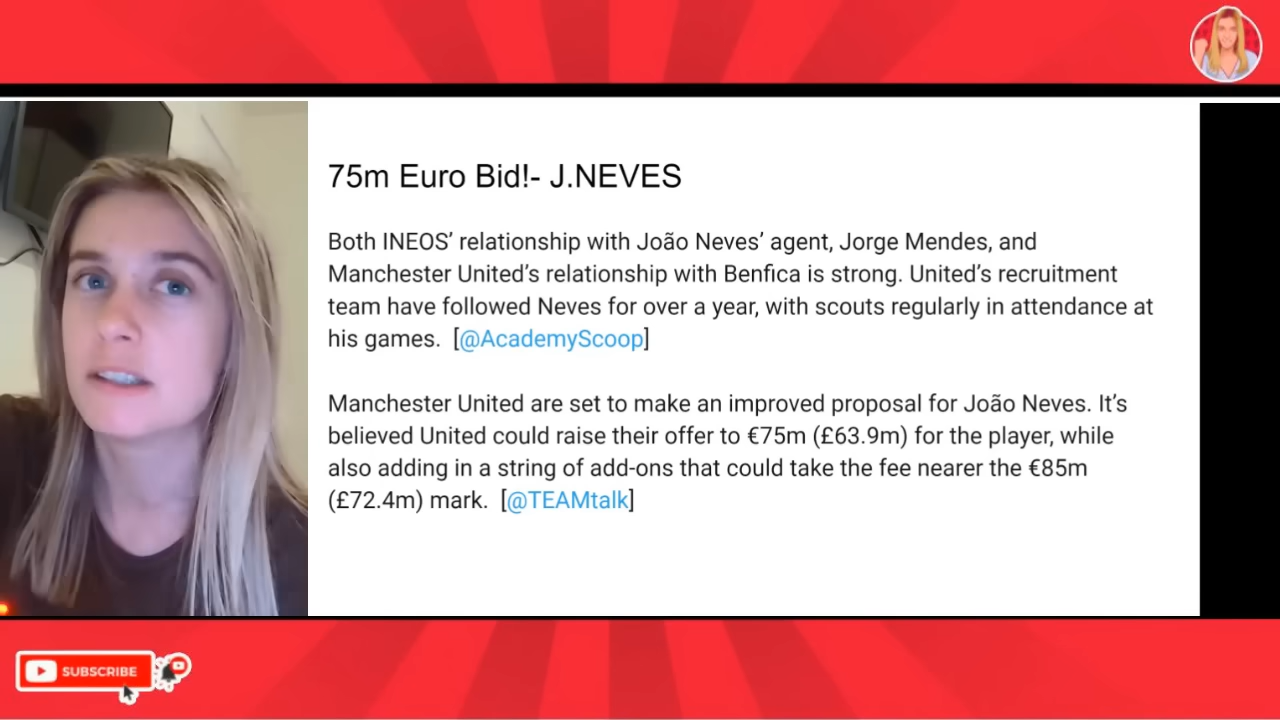 75m Euro Bid!- J.NEVES
Both INEOS’ relationship with João Neves’ agent, Jorge Mendes, and
Manchester United’s relationship with Benfica is strong. United’s recruitment
team have followed Neves for over a year, with scouts regularly in attendance at
his games. [@AcademyScoop]
Manchester United are set to make an improved proposal for João Neves. It’s
believed United could raise their offer to €75m (£63.9m) for the player, while
also adding in a string of add-ons that could take the fee nearer the €85m
(£72.4m) mark. [@TEAMtalk]
SUBSCRIBE